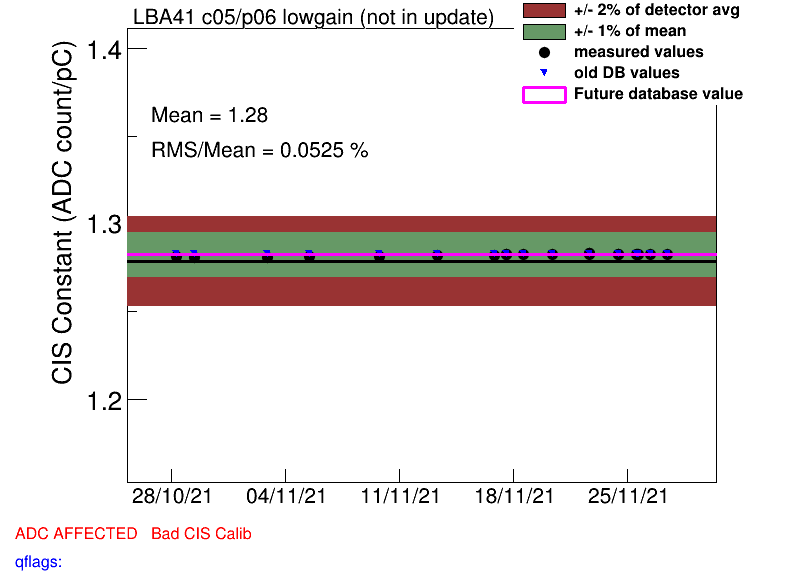 LBA41 c05/p06 lowgain (not in update)
+/- 2% of detector avg
+/- 1% of mean
measured values
old DB values
Future database value
CIS Constant (ADC count/pC)
1.4
Mean = 1.28
RMS/Mean = 0.0525 %
1.3
1.2
28/10/21 04/11/21 11/11/21 18/11/21 25/11/21
ADC AFFECTED Bad CIS Calib
qflags: